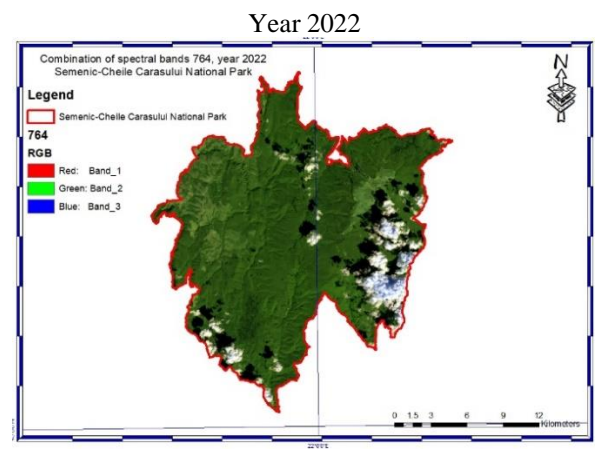 Year 2022
Combination of spectral bands 764, year 2022
Semenic-Cheile Carasului National Park
N
Legend
Semenic-Cheile Carasului National Park
764
RGB
Red: Band_1
Green: Band_2
Blue: Band_3
0 1.5 3 6 9 12
Kilometers